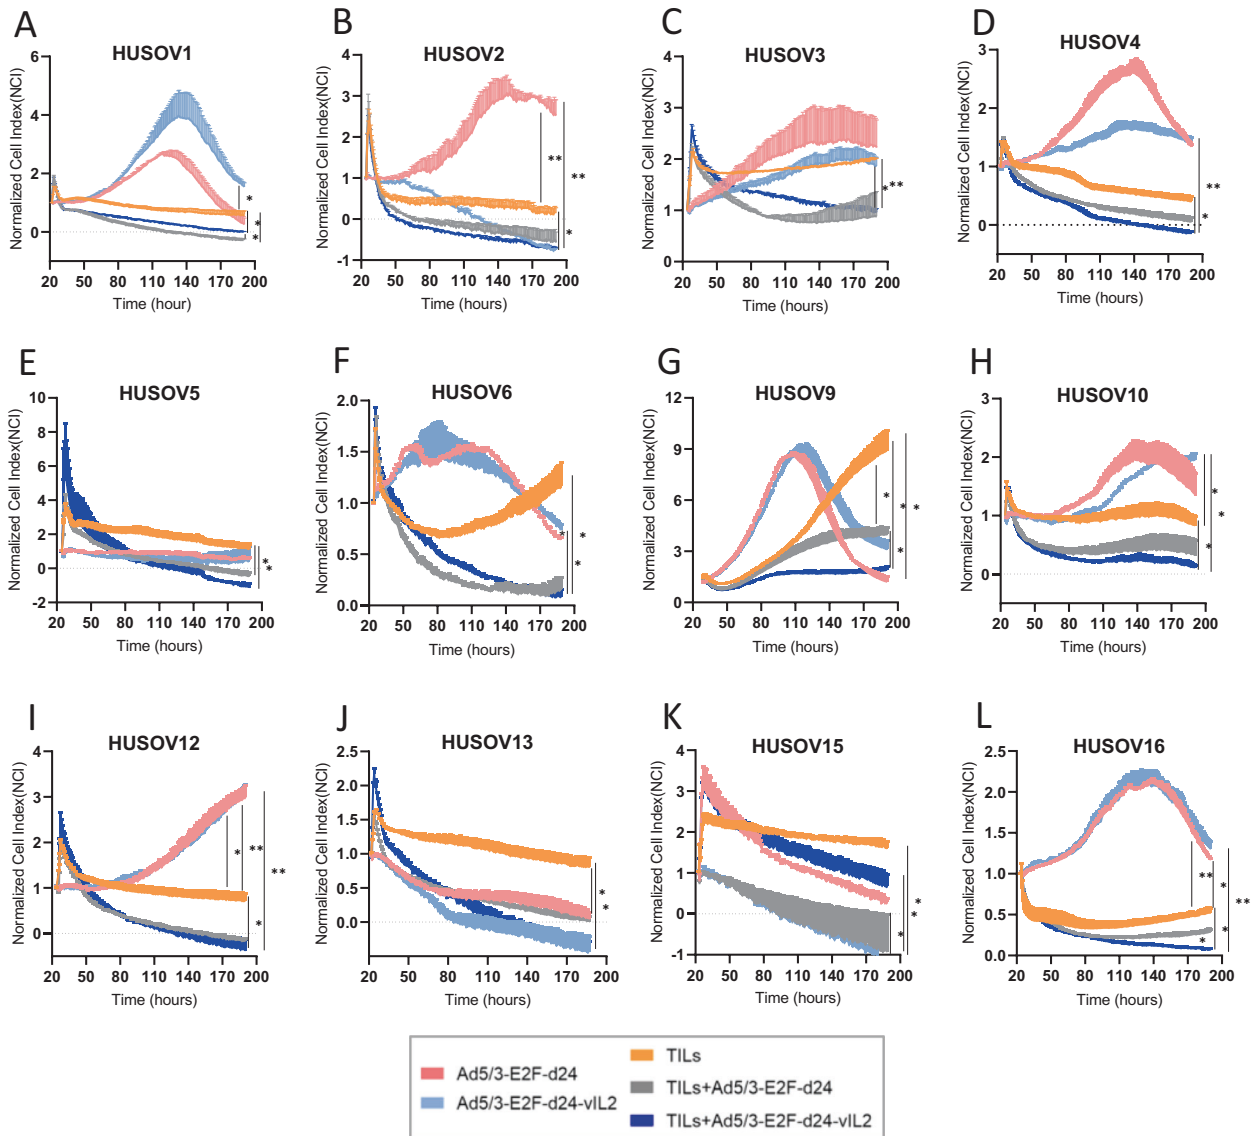 A
HUSOV1
Normalized Cell Index(NCI)
6
4
2
0
*
*
*
20 50 80 110 140 170 200
Time (hour)
B
HUSOV2
Normalized Cell Index(NCI)
4
3
2
1
0
-1
**
**
*
20 50 80 110 140 170 200
Time (hours)
C
HUSOV3
Normalized Cell Index(NCI)
4
3
2
1
0
*
**
20 50 80 110 140 170 200
Time (hours)
D
HUSOV4
Normalized Cell Index(NCI)
3
2
1
0
**
*
20 50 80 110 140 170 200
Time (hours)
E
HUSOV5
Normalized Cell Index(NCI)
10
8
6
4
2
0
-2
*
*
20 50 80 110 140 170 200
Time (hours)
F
HUSOV6
Normalized Cell Index(NCI)
2.0
1.5
1.0
0.5
0.0
*
*
*
20 50 80 110 140 170 200
Time (hours)
G
HUSOV9
Normalized Cell Index(NCI)
12
9
6
3
0
*
* *
*
20 50 80 110 140 170 200
Time (hours)
H
HUSOV10
Normalized Cell Index(NCI)
3
2
1
0
*
*
*
20 50 80 110 140 170 200
Time (hours)
I
HUSOV12
Normalized Cell Index(NCI)
4
3
2
1
0
* **
**
*
20 50 80 110 140 170 200
Time (hours)
J
HUSOV13
Normalized Cell Index(NCI)
2.5
2.0
1.5
1.0
0.5
0.0
*
*
20 50 80 110 140 170 200
Time (hours)
K
HUSOV15
Normalized Cell Index(NCI)
4
3
2
1
0
-1
*
*
*
20 50 80 110 140 170 200
Time (hours)
L
HUSOV16
Normalized Cell Index(NCI)
2.5
2.0
1.5
1.0
0.5
0.0
**
*
**
*
*
20 50 80 110 140 170 200
Time (hours)
Ad5/3-E2F-d24
Ad5/3-E2F-d24-vIL2
TILs
TILs+Ad5/3-E2F-d24
TILs+Ad5/3-E2F-d24-vIL2